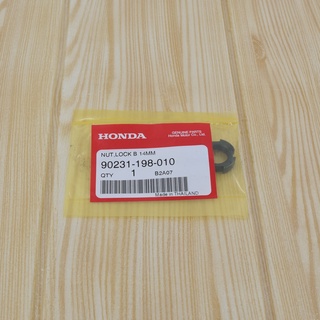 HONDA
GENUINE PARTS
Honda Motor Co., Ltd.
NUT,LOCK B 14MM
90231-198-010
QTY 1 B2A07
Made in THAILAND